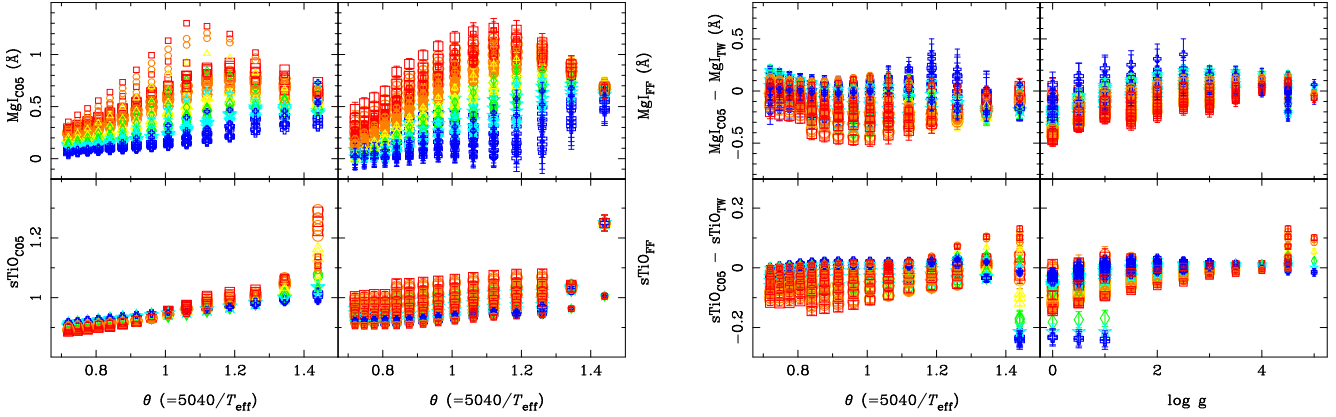 MgI_C05 (Å)
1
0.5
0
MgI_FF (Å)
sTiO_C05
1.2
1
sTiO_FF
0.8 1 1.2 1.4
0.8 1 1.2 1.4
θ (=5040/T_eff)
θ (=5040/T_eff)
MgI_C05 − MgI_TW (Å)
0.5
0
−0.5
sTiO_C05 − sTiO_TW
0.2
0
−0.2
0.8 1 1.2 1.4
0 2 4
θ (=5040/T_eff)
log g